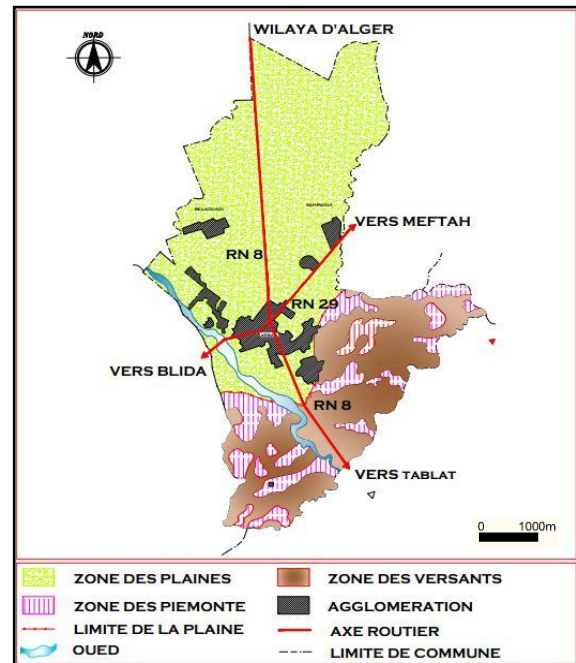 NORD
WILAYA D'ALGER
VERS MEFTAH
RN 8
RN 29
VERS BLIDA
RN 8
VERS TABLAT
0 1000m
ZONE DES PLAINES
ZONE DES VERSANTS
ZONE DES PIEMONTE
AGGLOMERATION
LIMITE DE LA PLAINE
AXE ROUTIER
OUED
LIMITE DE COMMUNE